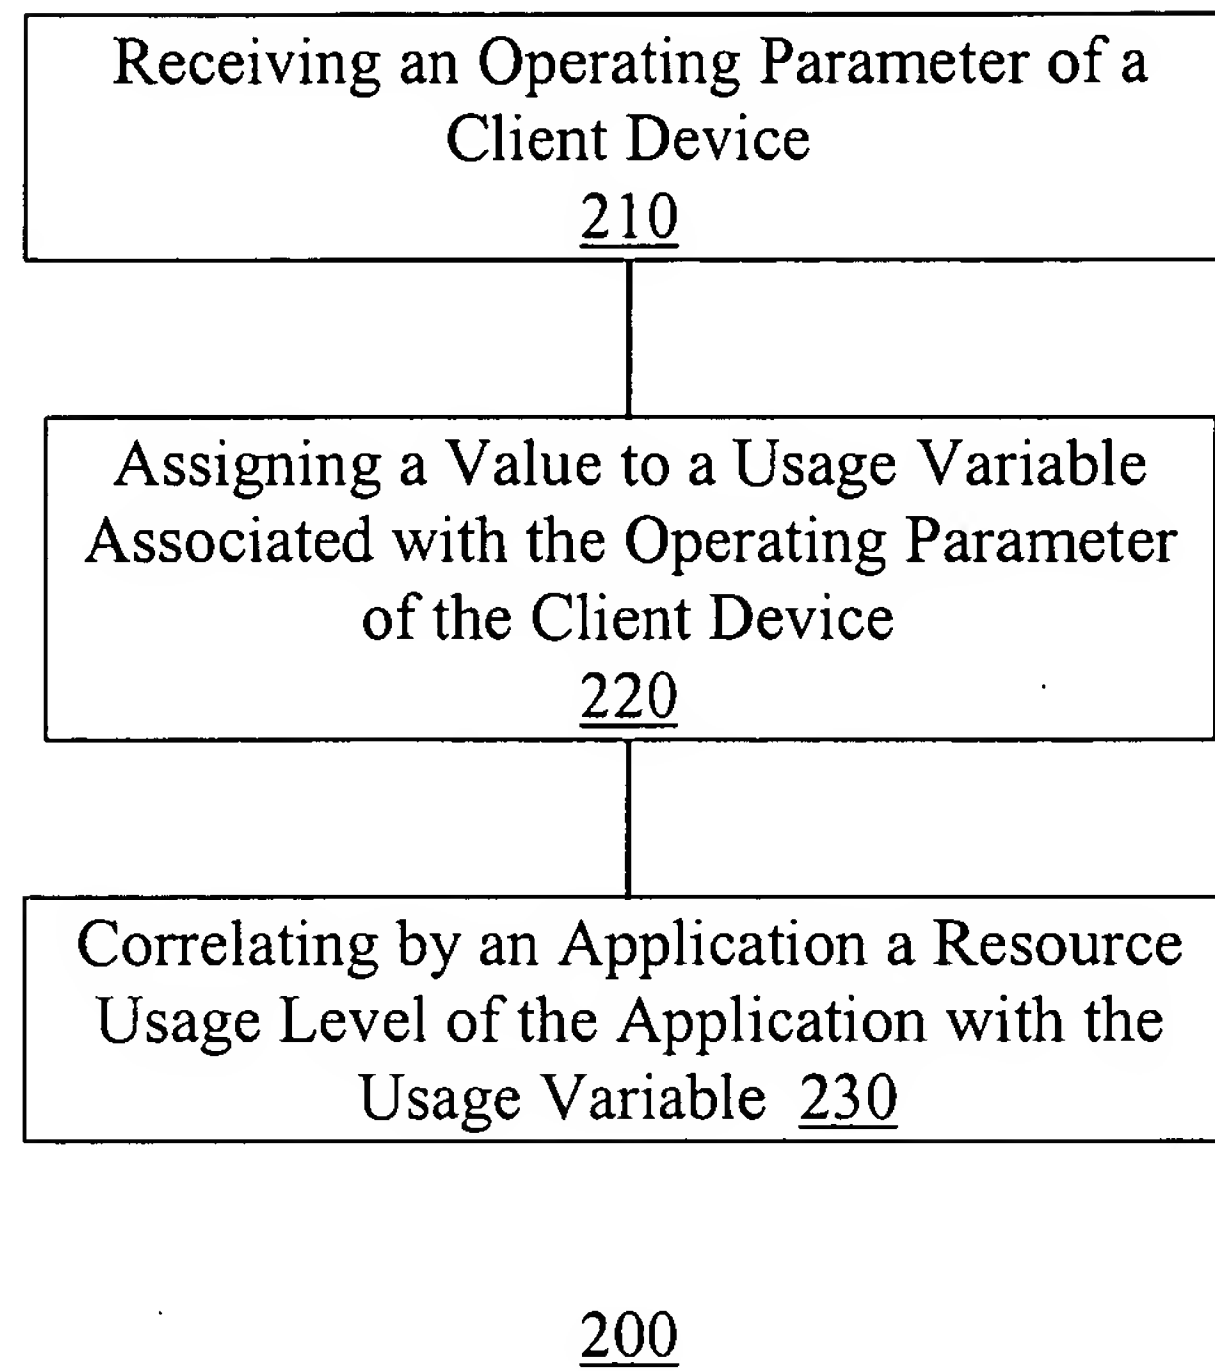 Receiving an Operating Parameter of a
Client Device
210
Assigning a Value to a Usage Variable
Associated with the Operating Parameter
of the Client Device
220
Correlating by an Application a Resource
Usage Level of the Application with the
Usage Variable 230
200